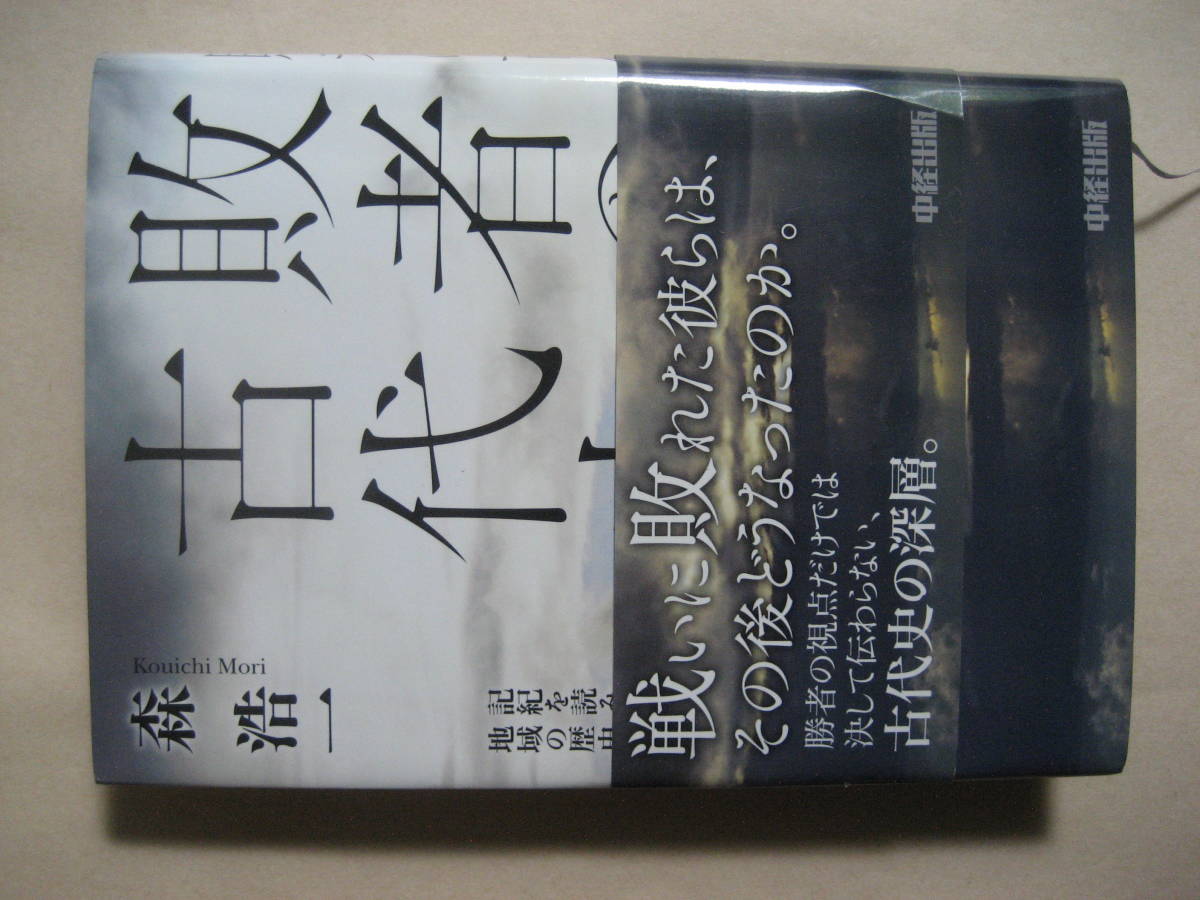 敗者
古代
Kouichi Mori
森浩一
記紀を読み
地域の歴史
戦いに敗れた彼らは、
その後どうなったのか。
勝者の視点だけでは
決して伝わらない、
古代史の深層。
中経出版
中経出版